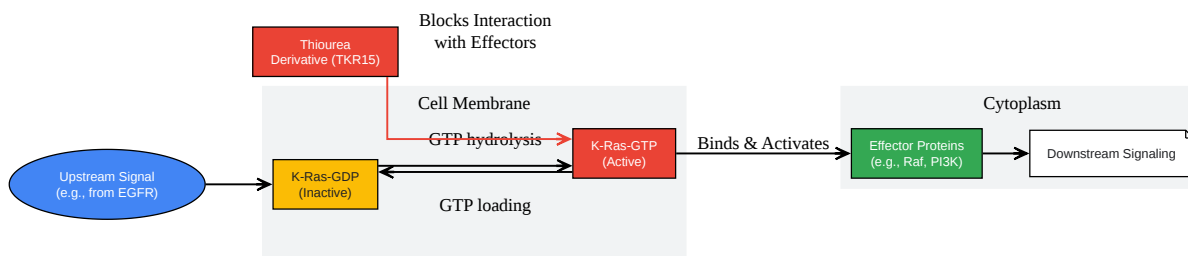 Blocks Interaction
with Effectors
Thiourea
Derivative (TKR15)
Cell Membrane
Cytoplasm
GTP hydrolysis
K-Ras-GTP
(Active)
Binds & Activates
Effector Proteins
(e.g., Raf, PI3K)
Downstream Signaling
Upstream Signal
(e.g., from EGFR)
K-Ras-GDP
(Inactive)
GTP loading